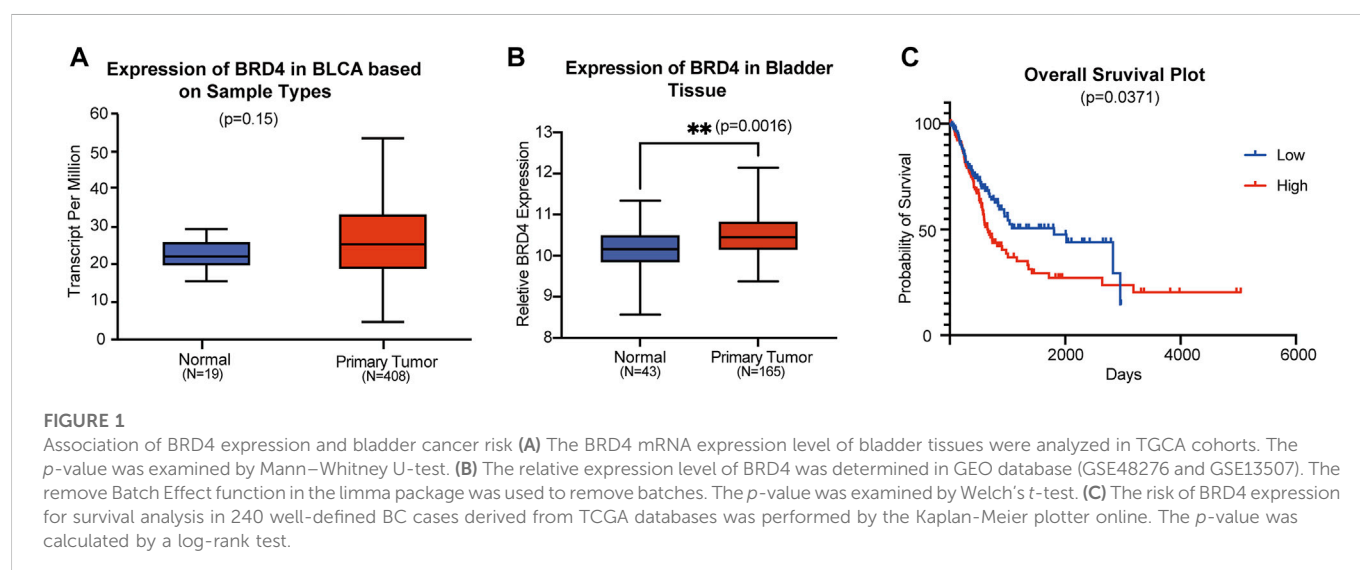 A
Expression of BRD4 in BLCA based
on Sample Types
(p=0.15)
Transcript Per Million
60
50
40
30
20
10
0
Normal
(N=19)
Primary Tumor
(N=408)
B
Expression of BRD4 in Bladder
Tissue
** (p=0.0016)
Reletive BRD4 Expression
13
12
11
10
9
8
Normal
(N=43)
Primary Tumor
(N=165)
C
Overall Sruvival Plot
(p=0.0371)
Probability of Survival
100
50
0
Low
High
2000
4000
6000
Days
FIGURE 1
Association of BRD4 expression and bladder cancer risk (A) The BRD4 mRNA expression level of bladder tissues were analyzed in TGCA cohorts. The
p-value was examined by Mann–Whitney U-test. (B) The relative expression level of BRD4 was determined in GEO database (GSE48276 and GSE13507). The
remove Batch Effect function in the limma package was used to remove batches. The p-value was examined by Welch's t-test. (C) The risk of BRD4 expression
for survival analysis in 240 well-defined BC cases derived from TCGA databases was performed by the Kaplan-Meier plotter online. The p-value was
calculated by a log-rank test.